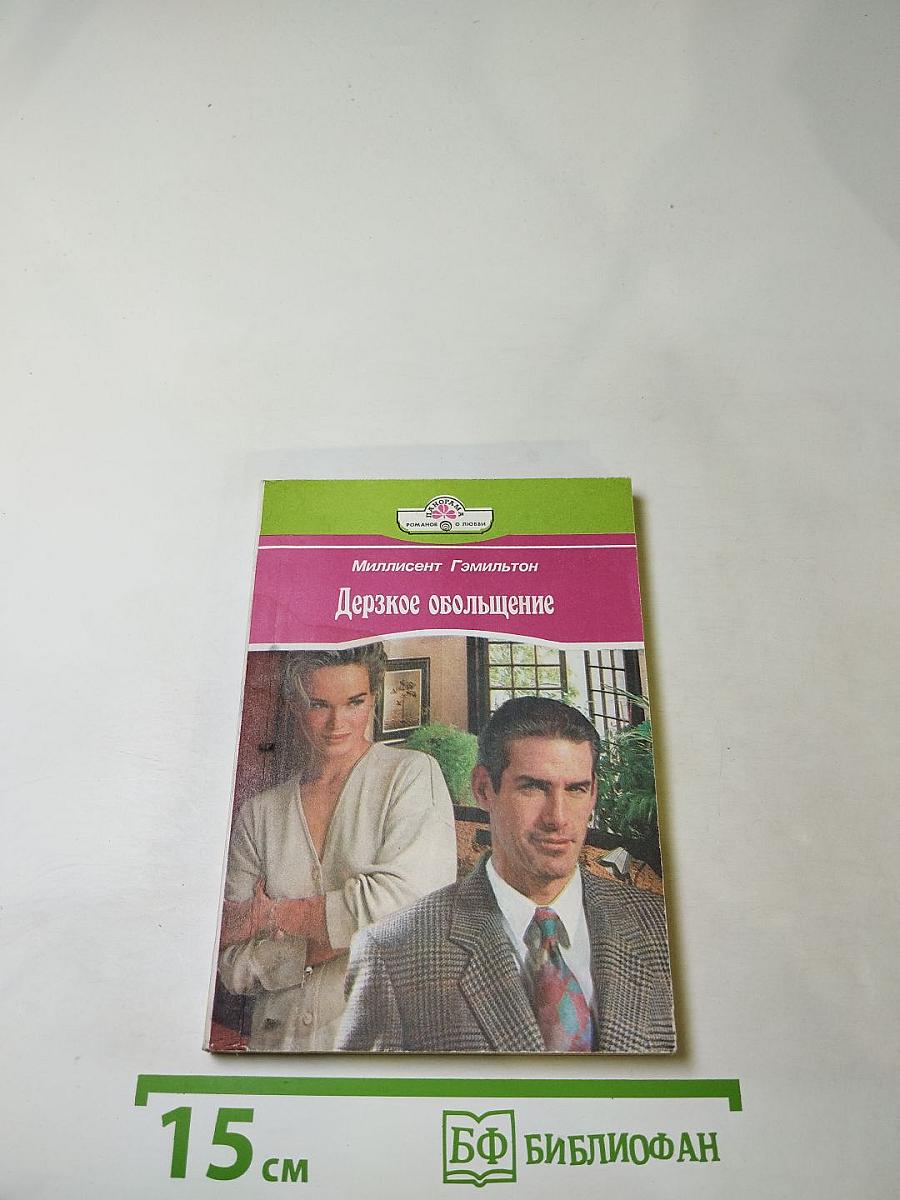 ПАНОРАМА
РОМАНОВ О ЛЮБВИ
Миллисент Гэмильтон
Дерзкое обольщение
15 см
БФ БИБЛИОФАН